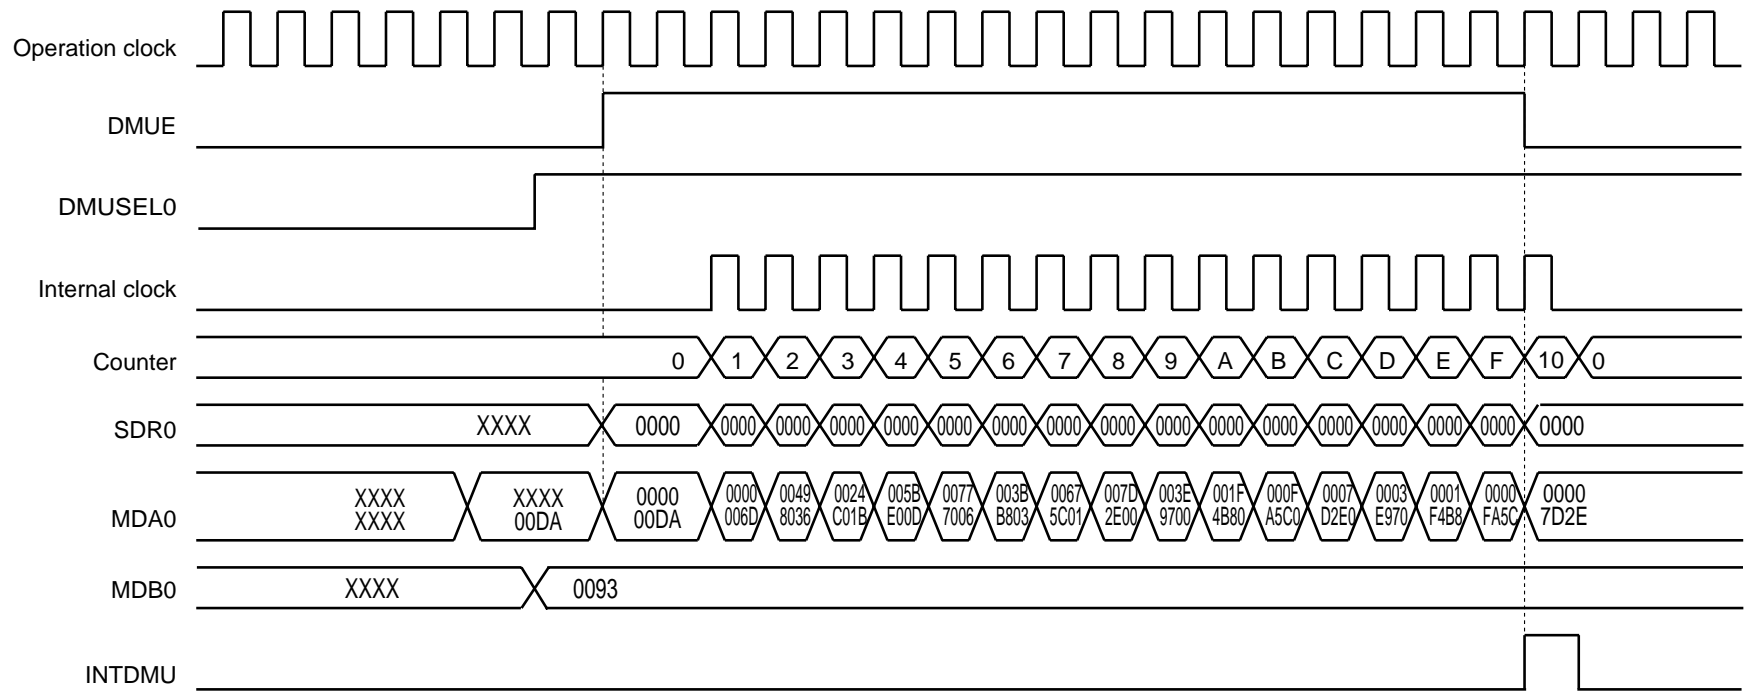 Operation clock
DMUE
DMUSEL0
Internal clock
Counter 0 1 2 3 4 5 6 7 8 9 A B C D E F 10 0
SDR0 XXXX 0000 0000 0000 0000 0000 0000 0000 0000 0000 0000 0000 0000 0000 0000 0000 0000 0000
XXXX XXXX 0000 0000 0049 0024 005B 0077 003B 0067 007D 003E 001F 000F 0007 0003 0001 0000 0000
MDA0 XXXX 00DA 00DA 006D 8036 C01B E00D 7006 B803 5C01 2E00 9700 4B80 A5C0 D2E0 E970 F4B8 FA5C 7D2E
MDB0 XXXX 0093
INTDMU